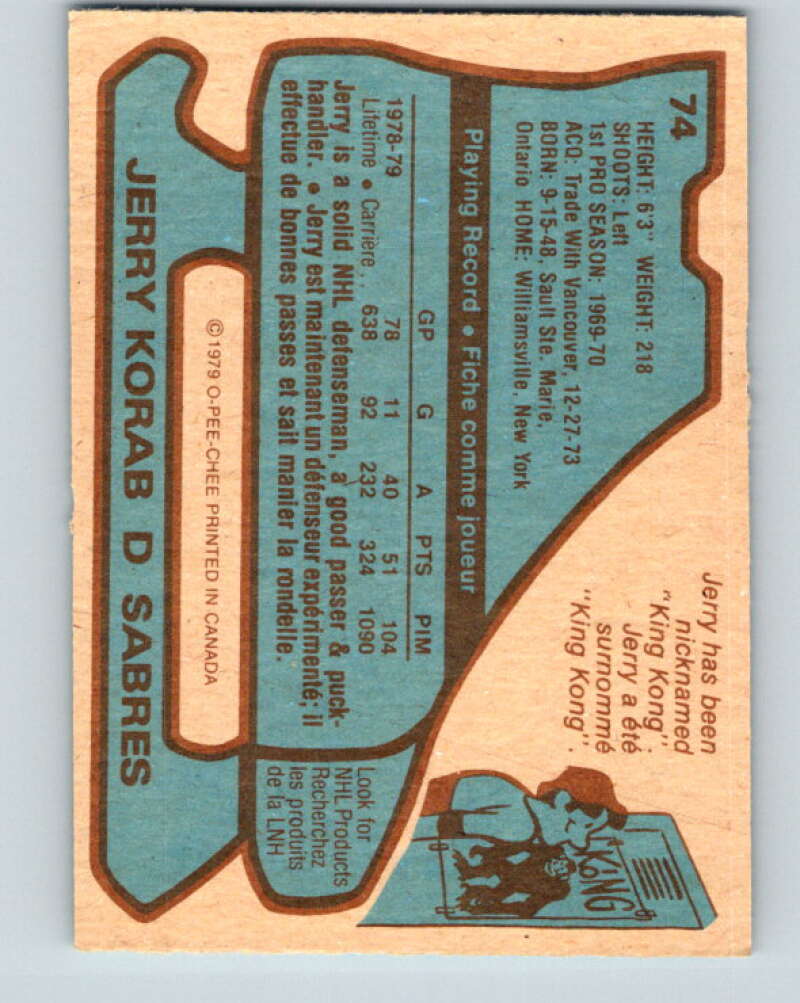 74
HEIGHT: 6'3" WEIGHT: 218
SHOOTS: Left
1st PRO SEASON: 1969-70
ACQ: Trade With Vancouver, 12-27-73
BORN: 9-15-48, Sault Ste. Marie,
Ontario HOME: Williamsville, New York
Playing Record • Fiche comme joueur
GP G A PTS PIM
1978-79 78 11 40 51 104
Lifetime • Carrière . . 638 92 232 324 1090
Jerry is a solid NHL defenseman, a good passer & puck-
handler. • Jerry est maintenant un défenseur expérimenté; il
effectue de bonnes passes et sait manier la rondelle.
Jerry has been
nicknamed
"King Kong".
Jerry a été
surnommé
"King Kong".
KONG
Look for
NHL Products
Recherchez
les produits
de la LNH
©1979 O-PEE-CHEE PRINTED IN CANADA
JERRY KORAB D SABRES